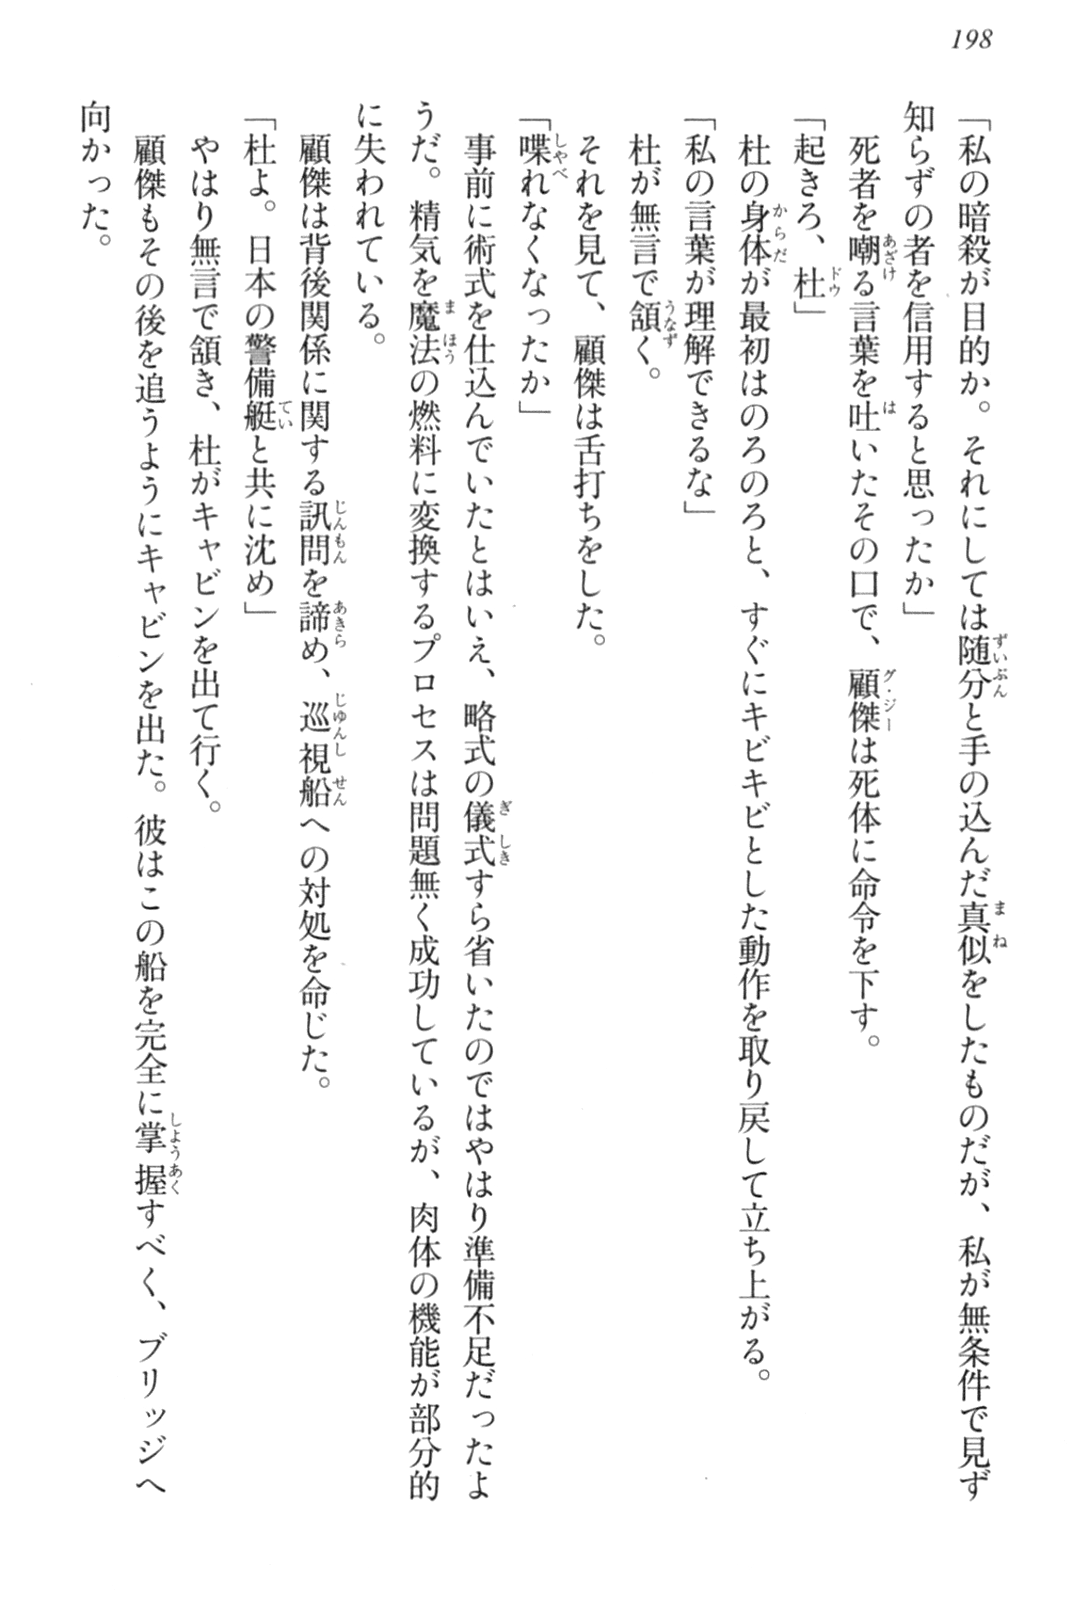 198
「私の暗殺が目的か。それにしては随分と手の込んだ真似をしたものだが、私が無条件で見ず
知らずの者を信用すると思ったか」
死者を嘲る言葉を吐いたその口で、顧傑は死体に命令を下す。
「起きろ、杜」
杜の身体が最初はのろのろと、すぐにキビキビとした動作を取り戻して立ち上がる。
「私の言葉が理解できるな」
杜が無言で頷く。
それを見て、顧傑は舌打ちをした。
「喋れなくなったか」
事前に術式を仕込んでいたとはいえ、略式の儀式すら省いたのではやはり準備不足だったよ
うだ。精気を魔法の燃料に変換するプロセスは問題無く成功しているが、肉体の機能が部分的
に失われている。
顧傑は背後関係に関する訊問を諦め、巡視船への対処を命じた。
「杜よ。日本の警備艇と共に沈め」
やはり無言で頷き、杜がキャビンを出て行く。
顧傑もその後を追うようにキャビンを出た。彼はこの船を完全に掌握すべく、ブリッジへ
向かった。